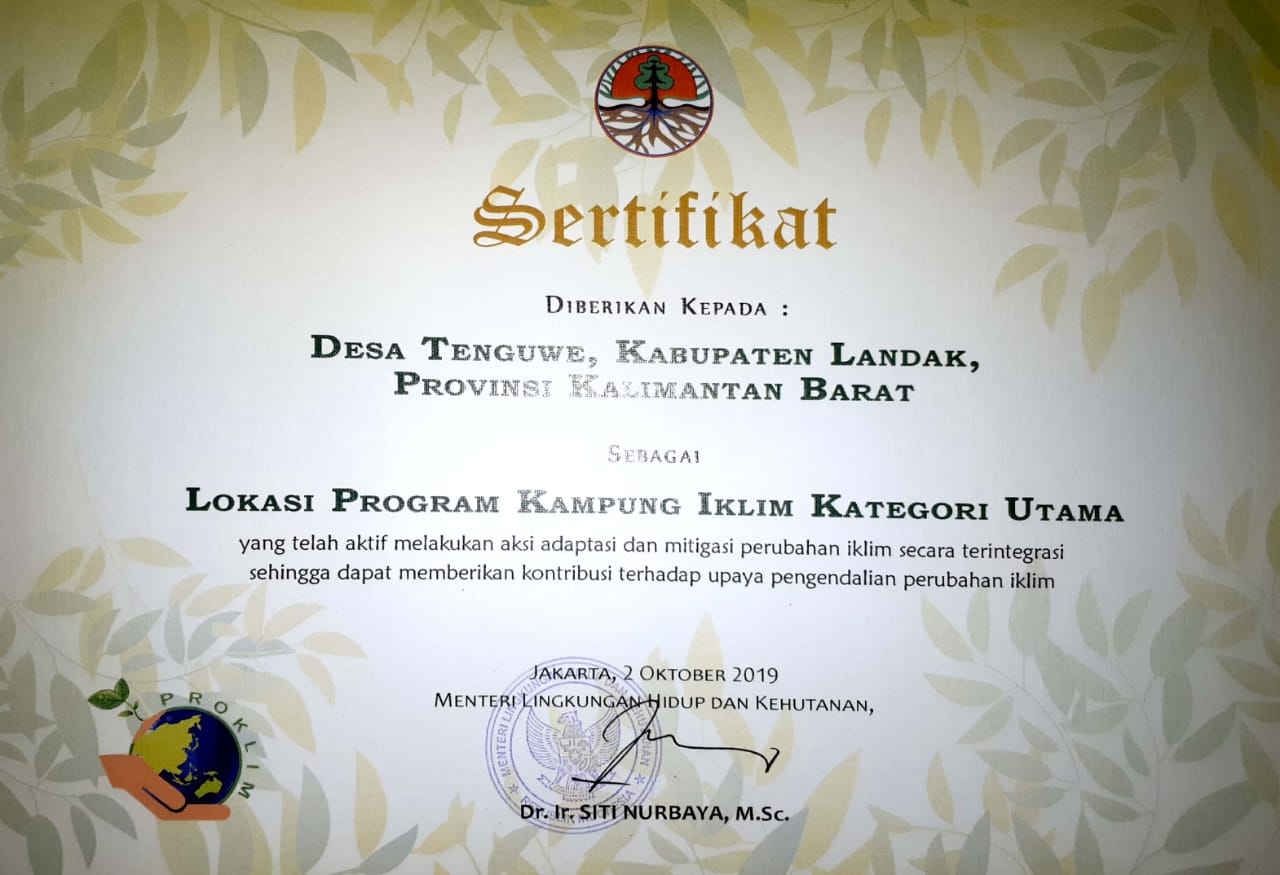 Sertifikat
DIBERIKAN KEPADA :
DESA TENGUWE, KABUPATEN LANDAK,
PROVINSI KALIMANTAN BARAT
SEBAGAI
LOKASI PROGRAM KAMPUNG IKLIM KATEGORI UTAMA
yang telah aktif melakukan aksi adaptasi dan mitigasi perubahan iklim secara terintegrasi
sehingga dapat memberikan kontribusi terhadap upaya pengendalian perubahan iklim
JAKARTA, 2 OKTOBER 2019
MENTERI LINGKUNGAN HIDUP DAN KEHUTANAN,
Dr. Ir. SITI NURBAYA, M.Sc.
PROKLIM